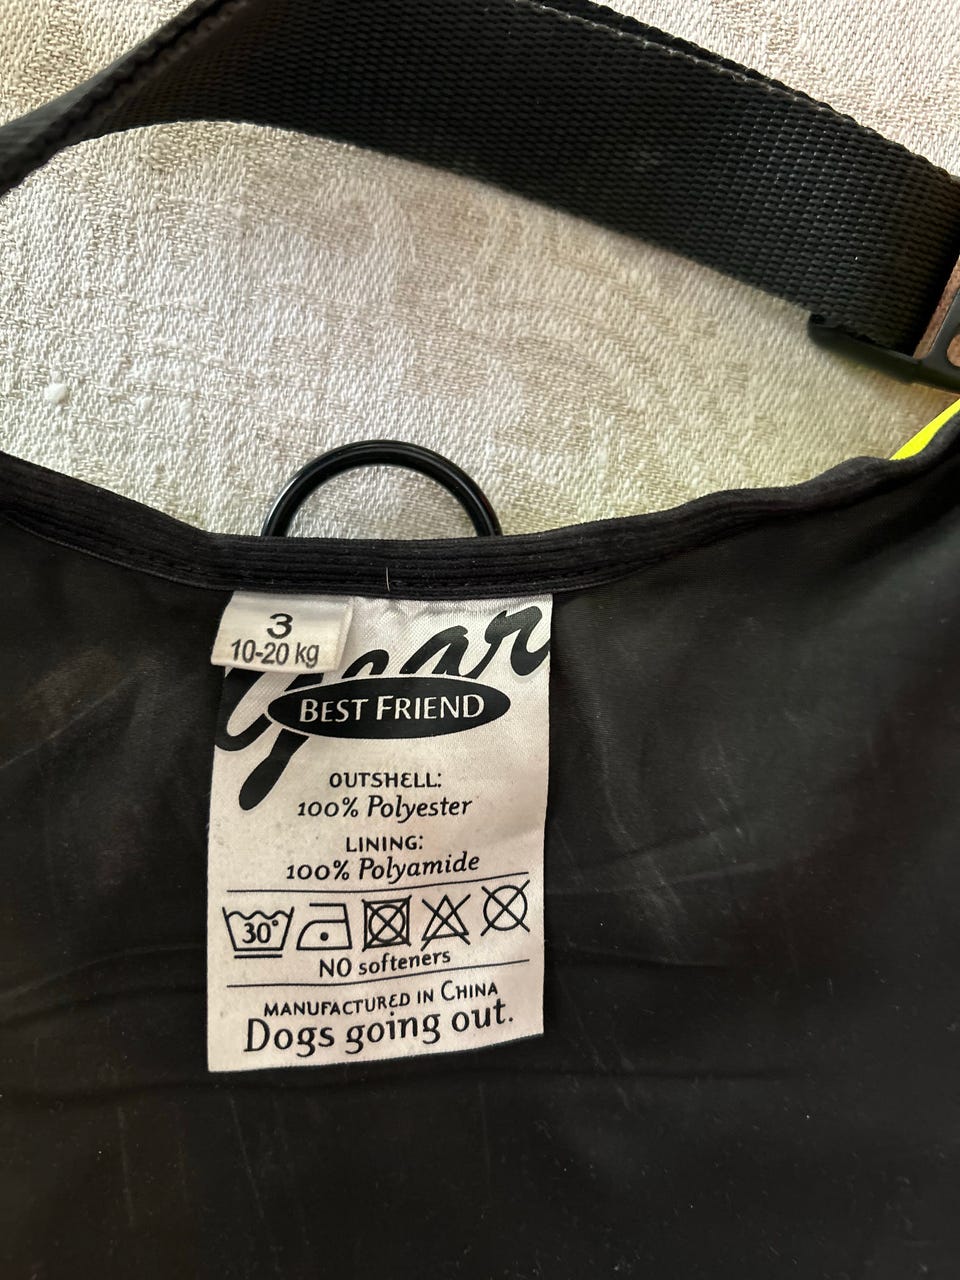 3
10-20 kg
Gear
BEST FRIEND
OUTSHELL:
100% Polyester
LINING:
100% Polyamide
30°
NO softeners
MANUFACTURED IN CHINA
Dogs going out.